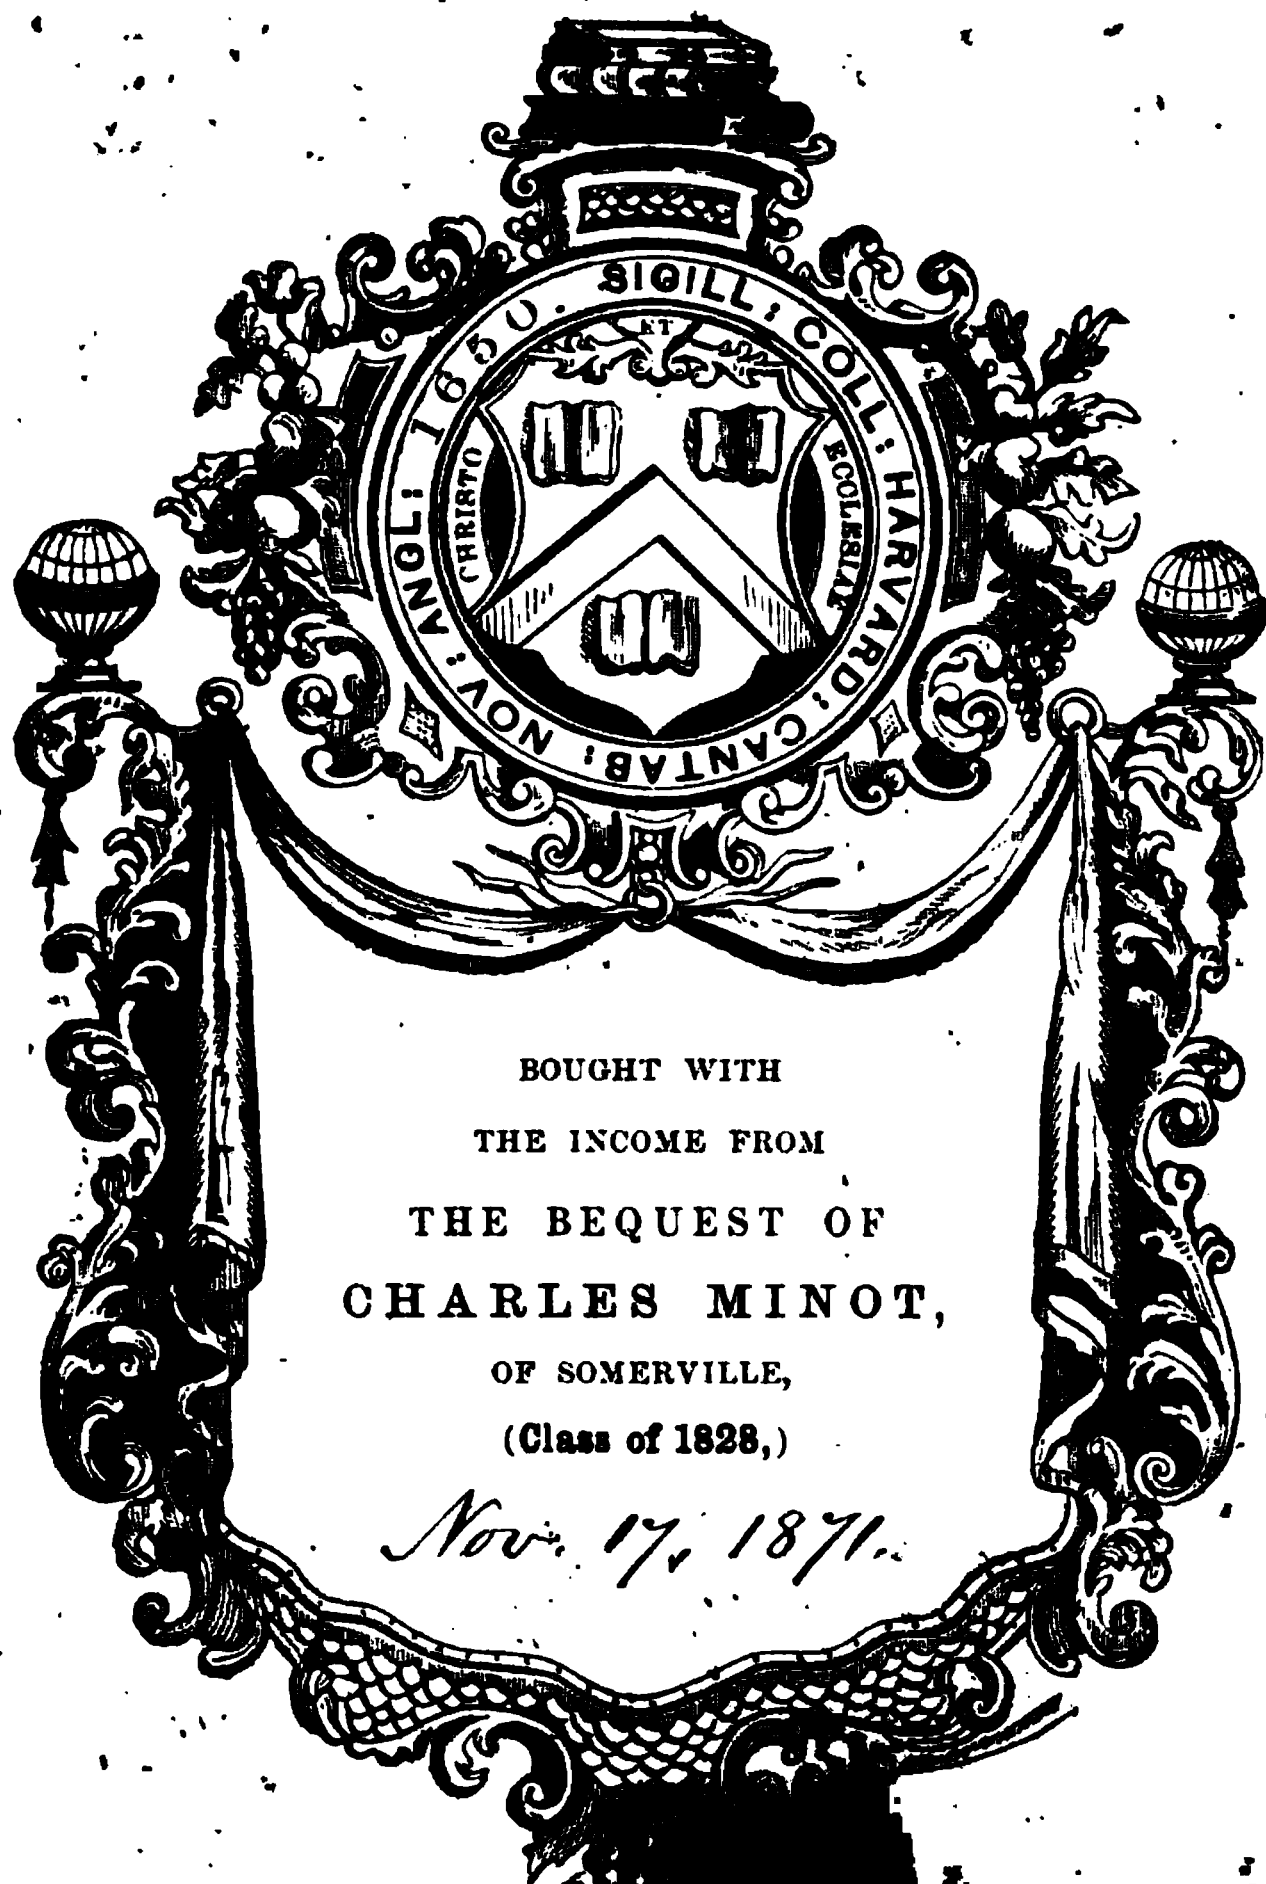 SIGILL: COLL: HARVARD: CANTAB: NOV: ANGL: 1650.
CHRISTO
ET
ECCLESIAE
BOUGHT WITH
THE INCOME FROM
THE BEQUEST OF
CHARLES MINOT,
OF SOMERVILLE,
(Class of 1828,)
Nov. 17, 1871.